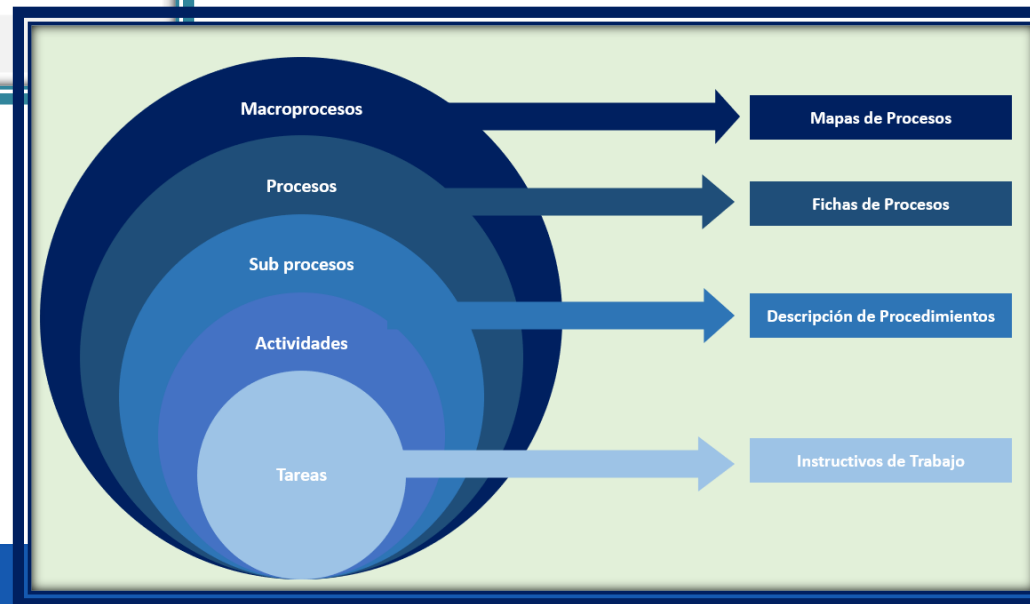 Macroprocesos
Mapas de Procesos
Procesos
Fichas de Procesos
Sub procesos
Descripción de Procedimientos
Actividades
Tareas
Instructivos de Trabajo